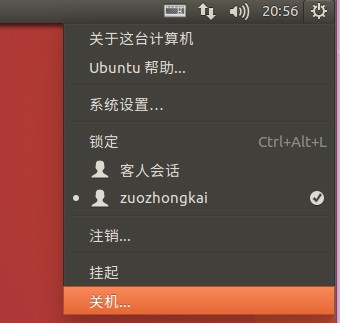 20:56
关于这台计算机
Ubuntu 帮助...
系统设置...
锁定 Ctrl+Alt+L
客人会话
zuozhongkai
注销...
挂起
关机...